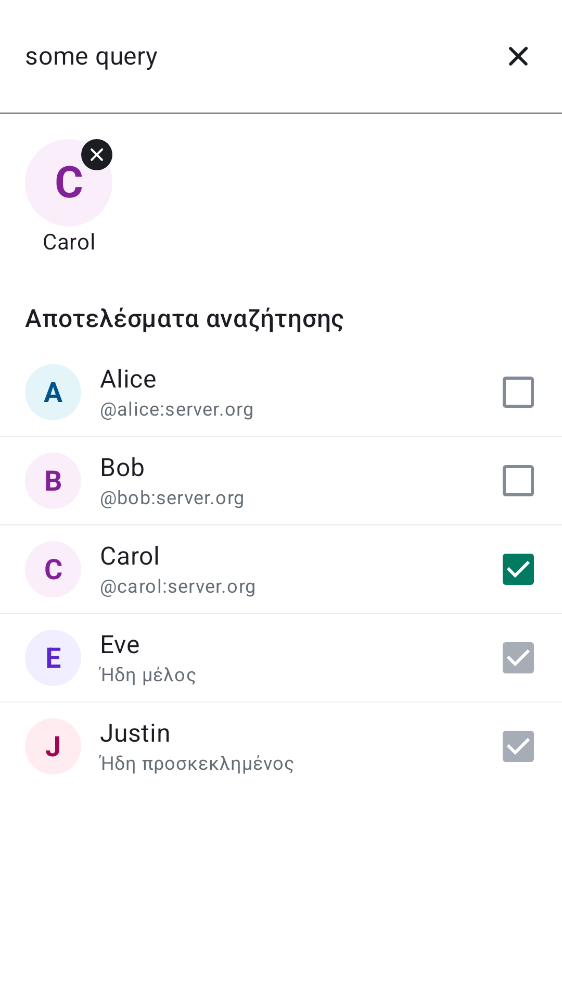 some query
C
Carol
Αποτελέσματα αναζήτησης
A
Alice
@alice:server.org
B
Bob
@bob:server.org
C
Carol
@carol:server.org
E
Eve
Ήδη μέλος
J
Justin
Ήδη προσκεκλημένος